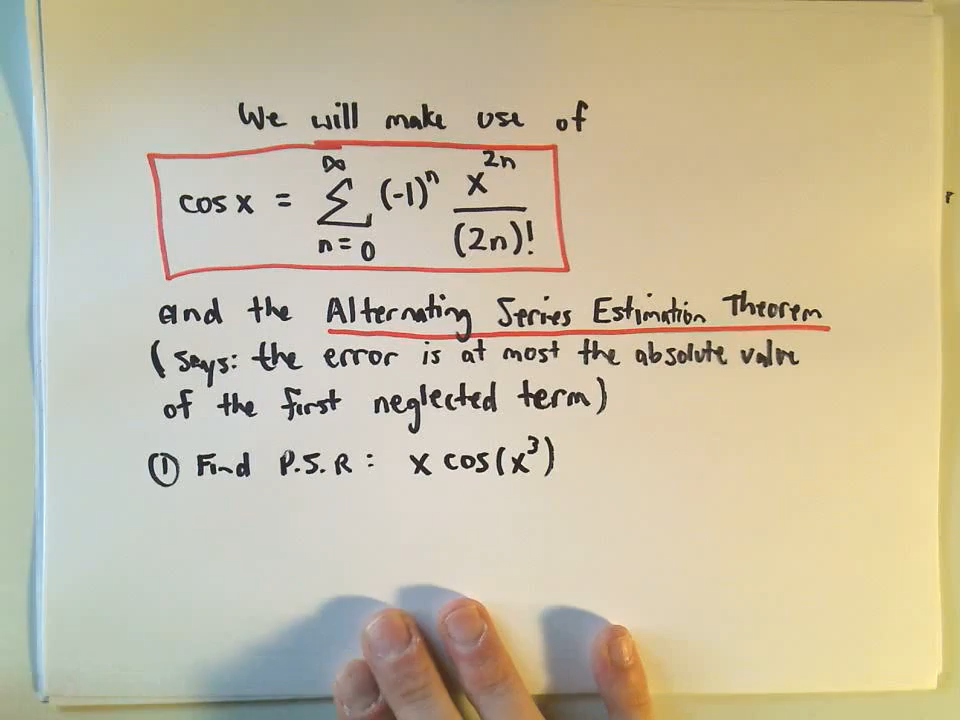 We will make use of
cos x = ∞ Σ n=0 (-1)^n x^2n / (2n)!
and the Alternating Series Estimation Theorem
(says: the error is at most the absolute value
of the first neglected term)
① Find P.S.R: x cos(x^3)